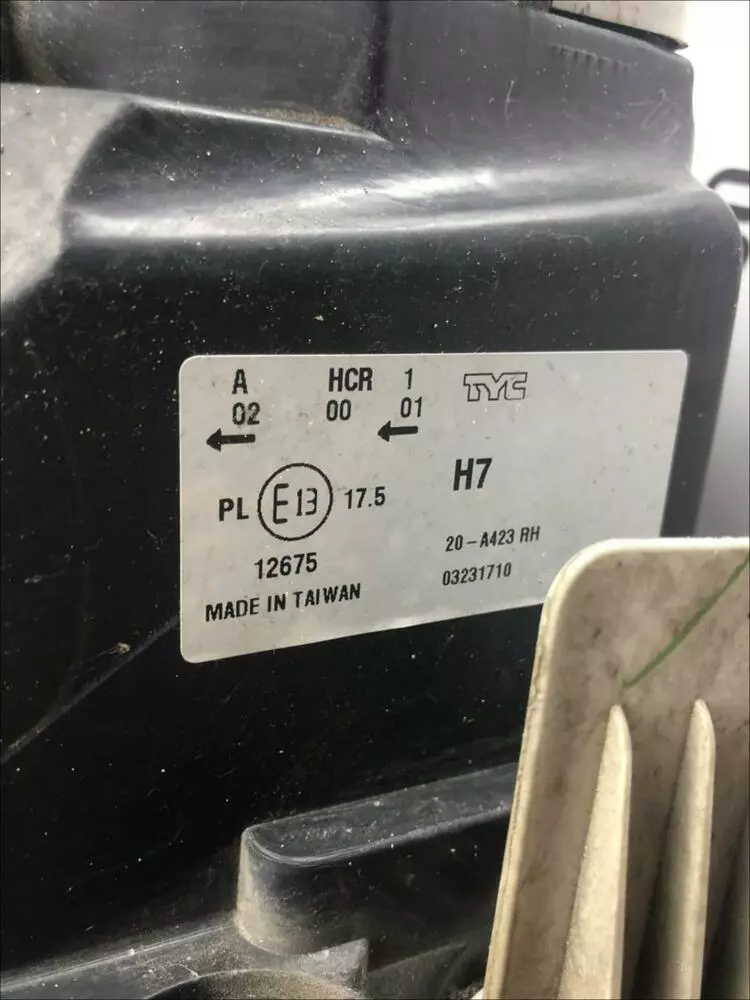 A HCR 1 TYC
02 00 01
PL E13 17.5 H7
12675 20-A423 RH
MADE IN TAIWAN 03231710